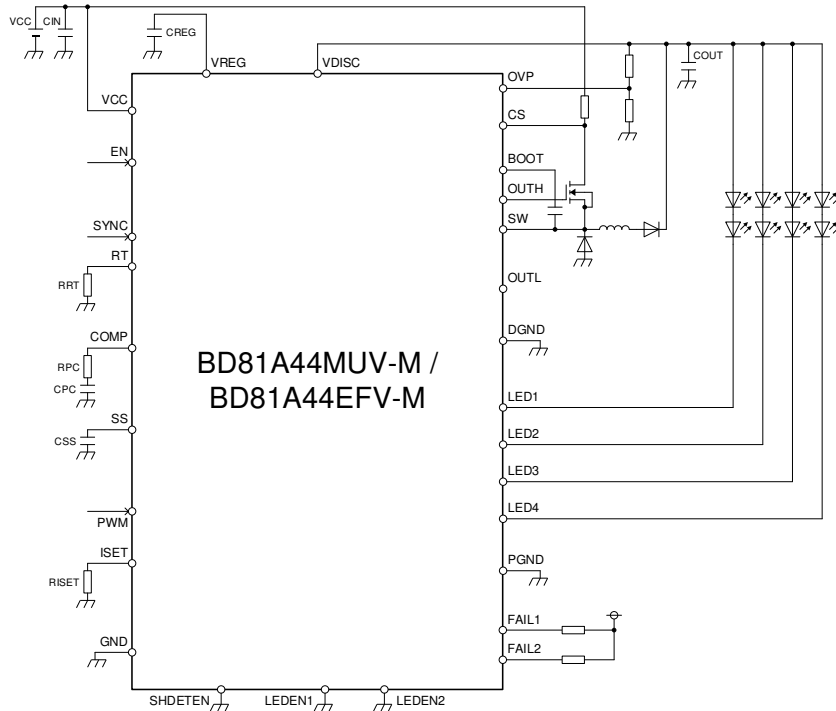 VCC
CIN
CREG
VREG
VDISC
COUT
OVP
VCC
CS
EN
BOOT
OUTH
SYNC
SW
RT
RRT
OUTL
COMP
DGND
RPC
CPC
BD81A44MUV-M /
BD81A44EFV-M
LED1
SS
CSS
LED2
LED3
LED4
PWM
ISET
PGND
RISET
FAIL1
GND
FAIL2
SHDETEN
LEDEN1
LEDEN2